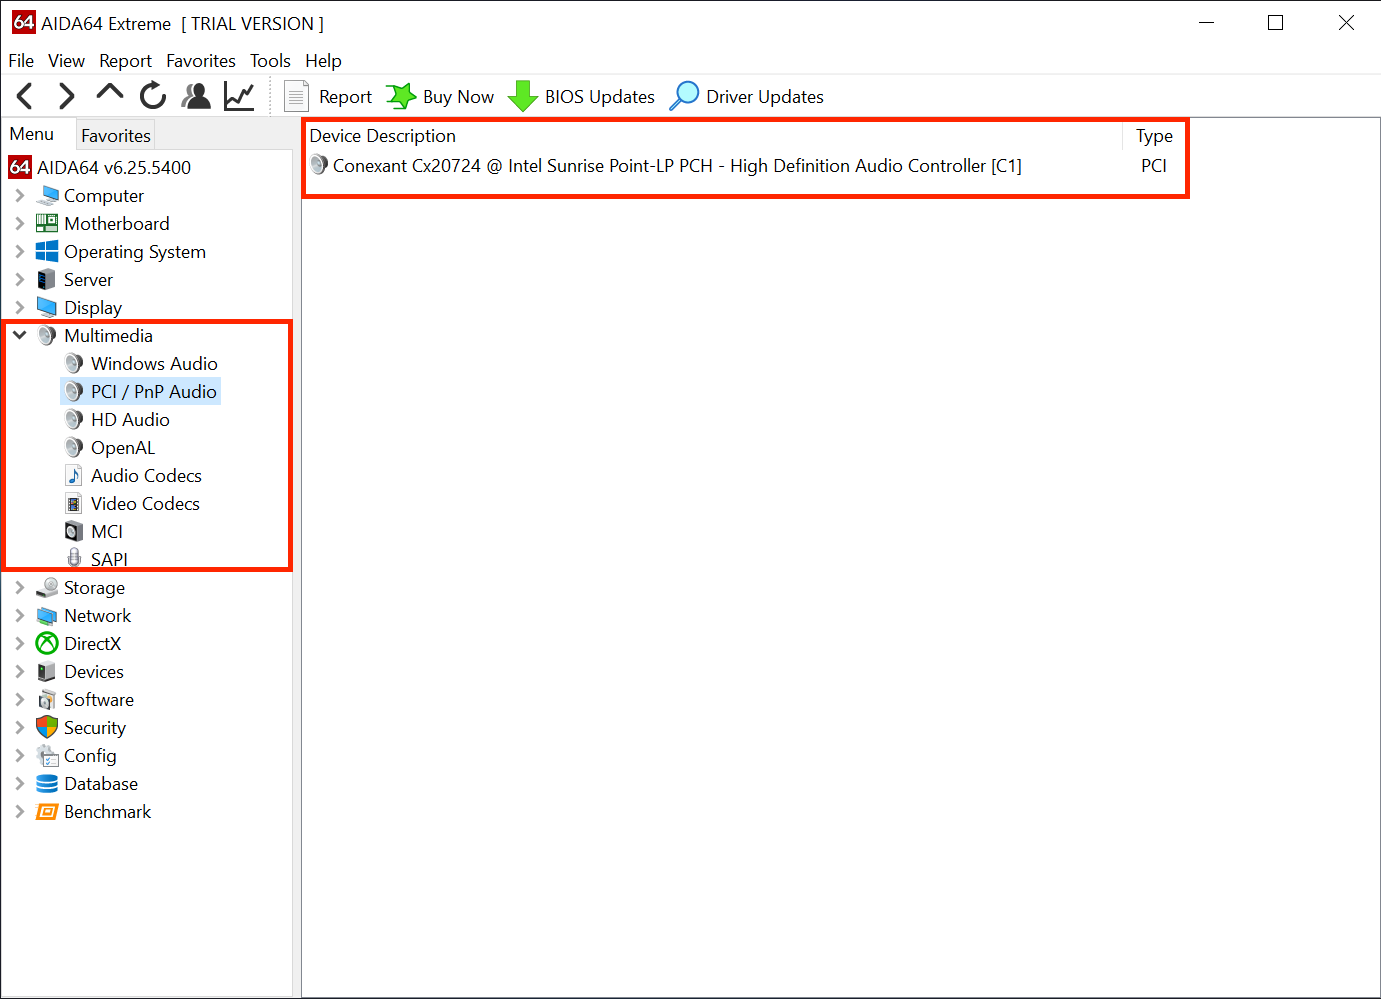 64 AIDA64 Extreme [ TRIAL VERSION ]
File View Report Favorites Tools Help
Report Buy Now BIOS Updates Driver Updates
Menu Favorites
Device Description Type
64 AIDA64 v6.25.5400
Conexant Cx20724 @ Intel Sunrise Point-LP PCH - High Definition Audio Controller [C1] PCI
Computer
Motherboard
Operating System
Server
Display
Multimedia
Windows Audio
PCI / PnP Audio
HD Audio
OpenAL
Audio Codecs
Video Codecs
MCI
SAPI
Storage
Network
DirectX
Devices
Software
Security
Config
Database
Benchmark